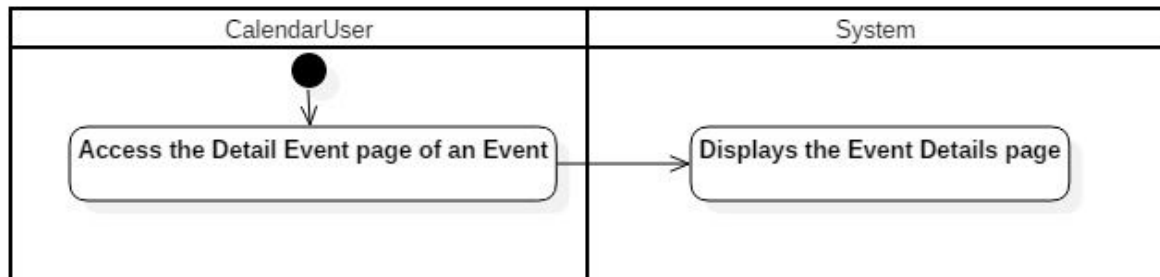 CalendarUser
System
Access the Detail Event page of an Event
Displays the Event Details page